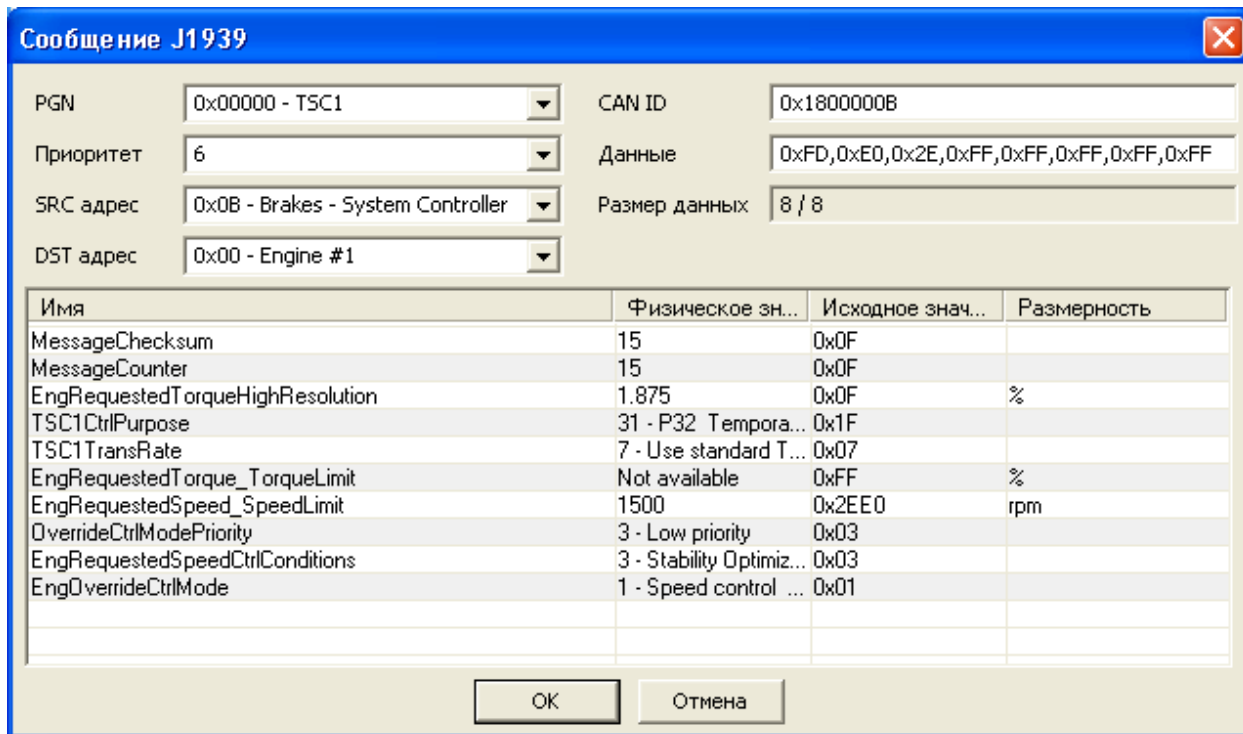 Сообщение J1939
PGN 0x00000 - TSC1 CAN ID 0x1800000B
Приоритет 6 Данные 0xFD,0xE0,0x2E,0xFF,0xFF,0xFF,0xFF,0xFF
SRC адрес 0x0B - Brakes - System Controller Размер данных 8 / 8
DST адрес 0x00 - Engine #1
Имя Физическое зн... Исходное знач... Размерность
MessageChecksum 15 0x0F
MessageCounter 15 0x0F
EngRequestedTorqueHighResolution 1.875 0x0F %
TSC1CtrlPurpose 31 - P32 Tempora... 0x1F
TSC1TransRate 7 - Use standard T... 0x07
EngRequestedTorque_TorqueLimit Not available 0xFF %
EngRequestedSpeed_SpeedLimit 1500 0x2EE0 rpm
OverrideCtrlModePriority 3 - Low priority 0x03
EngRequestedSpeedCtrlConditions 3 - Stability Optimiz... 0x03
EngOverrideCtrlMode 1 - Speed control ... 0x01
OK Отмена